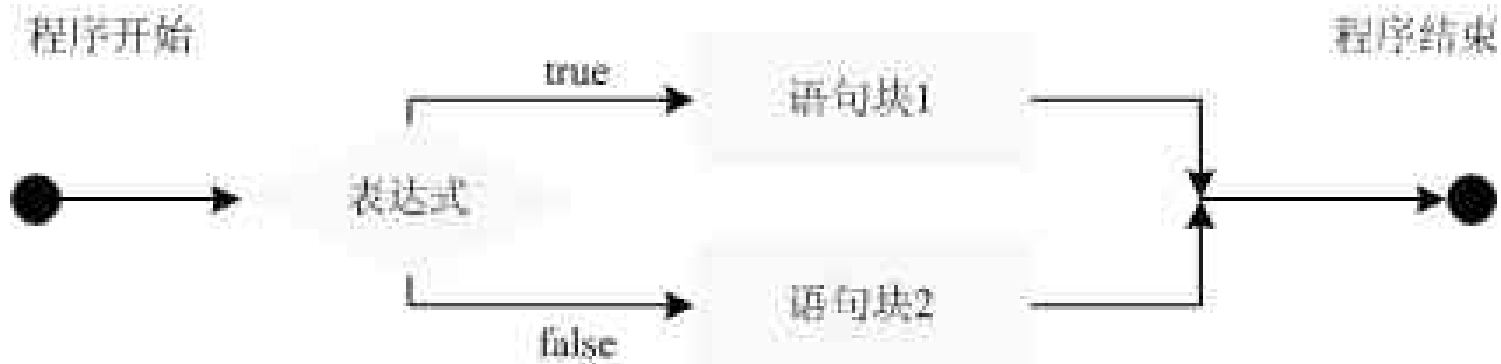 程序开始
程序结束
true
语句块1
表达式
语句块2
false